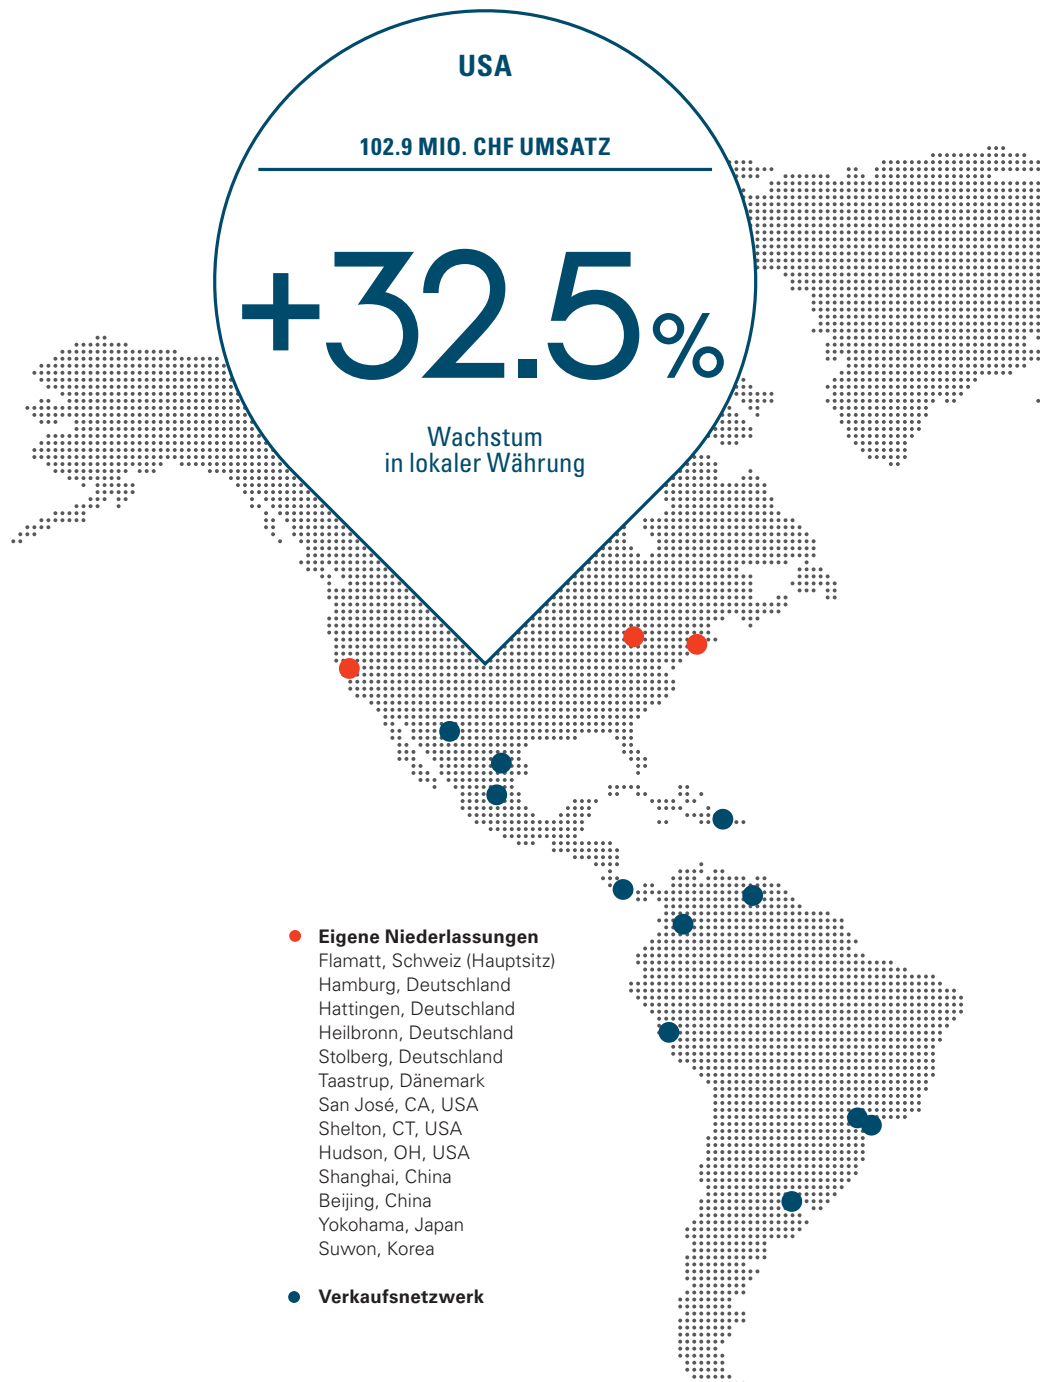 USA
102.9 MIO. CHF UMSATZ
+32.5%
Wachstum
in lokaler Währung
Eigene Niederlassungen
Flamatt, Schweiz (Hauptsitz)
Hamburg, Deutschland
Hattingen, Deutschland
Heilbronn, Deutschland
Stolberg, Deutschland
Taastrup, Dänemark
San José, CA, USA
Shelton, CT, USA
Hudson, OH, USA
Shanghai, China
Beijing, China
Yokohama, Japan
Suwon, Korea
Verkaufsnetzwerk